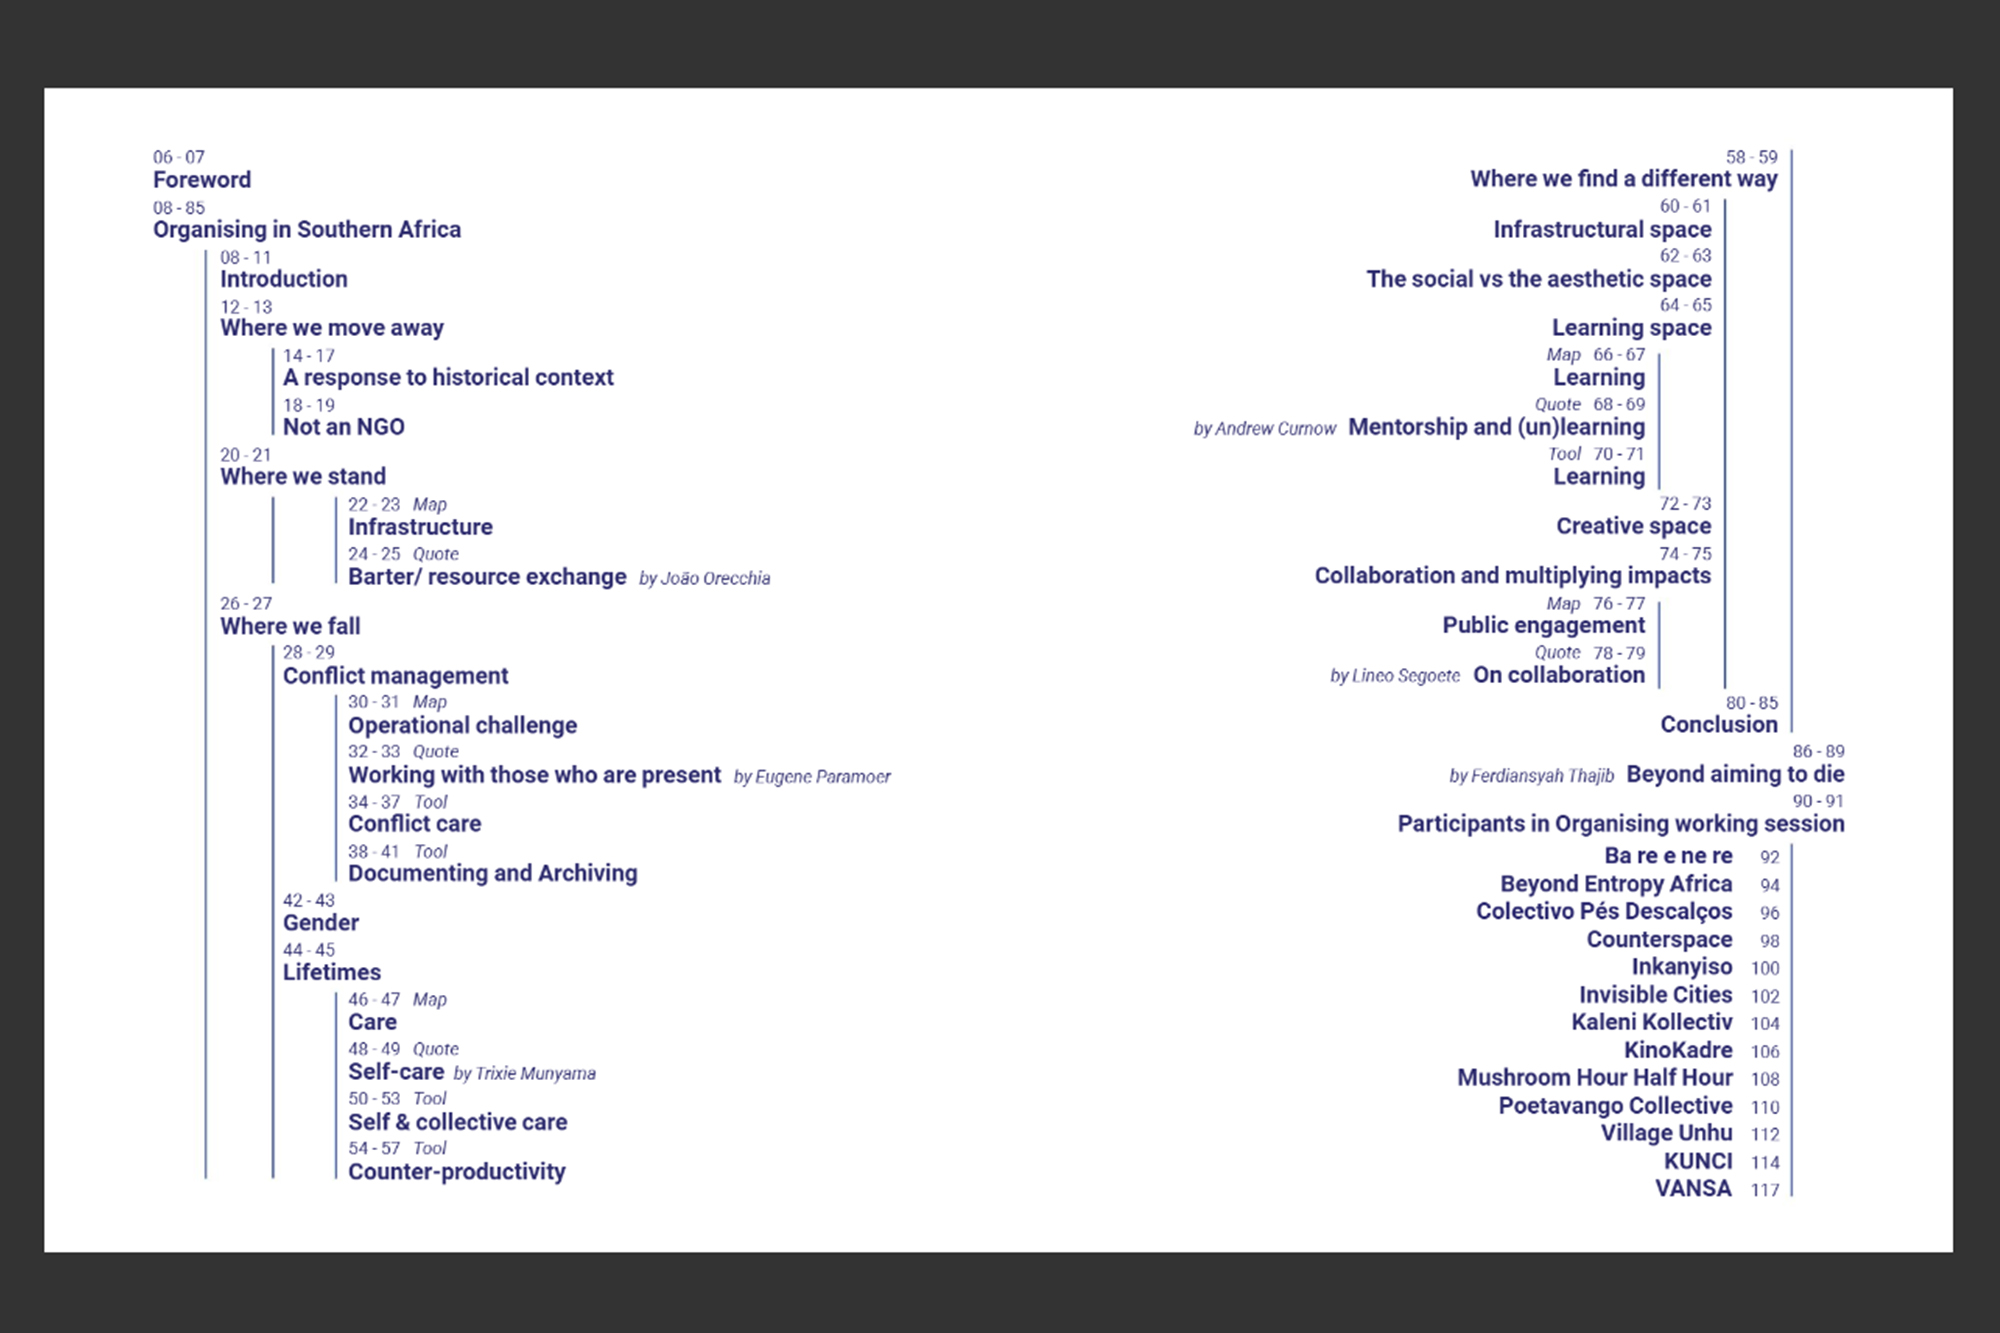 06 - 07
Foreword
08 - 85
Organising in Southern Africa
08 - 11
Introduction
12 - 13
Where we move away
14 - 17
A response to historical context
18 - 19
Not an NGO
20 - 21
Where we stand
22 - 23 Map
Infrastructure
24 - 25 Quote
Barter/ resource exchange by João Orecchia
26 - 27
Where we fall
28 - 29
Conflict management
30 - 31 Map
Operational challenge
32 - 33 Quote
Working with those who are present by Eugene Paramoer
34 - 37 Tool
Conflict care
38 - 41 Tool
Documenting and Archiving
42 - 43
Gender
44 - 45
Lifetimes
46 - 47 Map
Care
48 - 49 Quote
Self-care by Trixie Munyama
50 - 53 Tool
Self & collective care
54 - 57 Tool
Counter-productivity
58 - 59
Where we find a different way
60 - 61
Infrastructural space
62 - 63
The social vs the aesthetic space
64 - 65
Learning space
Map 66 - 67
Learning
Quote 68 - 69
by Andrew Curnow Mentorship and (un)learning
Tool 70 - 71
Learning
72 - 73
Creative space
74 - 75
Collaboration and multiplying impacts
Map 76 - 77
Public engagement
Quote 78 - 79
by Lineo Segoete On collaboration
80 - 85
Conclusion
86 - 89
by Ferdiansyah Thajib Beyond aiming to die
90 - 91
Participants in Organising working session
Ba re e ne re 92
Beyond Entropy Africa 94
Colectivo Pés Descalços 96
Counterspace 98
Inkanyiso 100
Invisible Cities 102
Kaleni Kollectiv 104
KinoKadre 106
Mushroom Hour Half Hour 108
Poetavango Collective 110
Village Unhu 112
KUNCI 114
VANSA 117